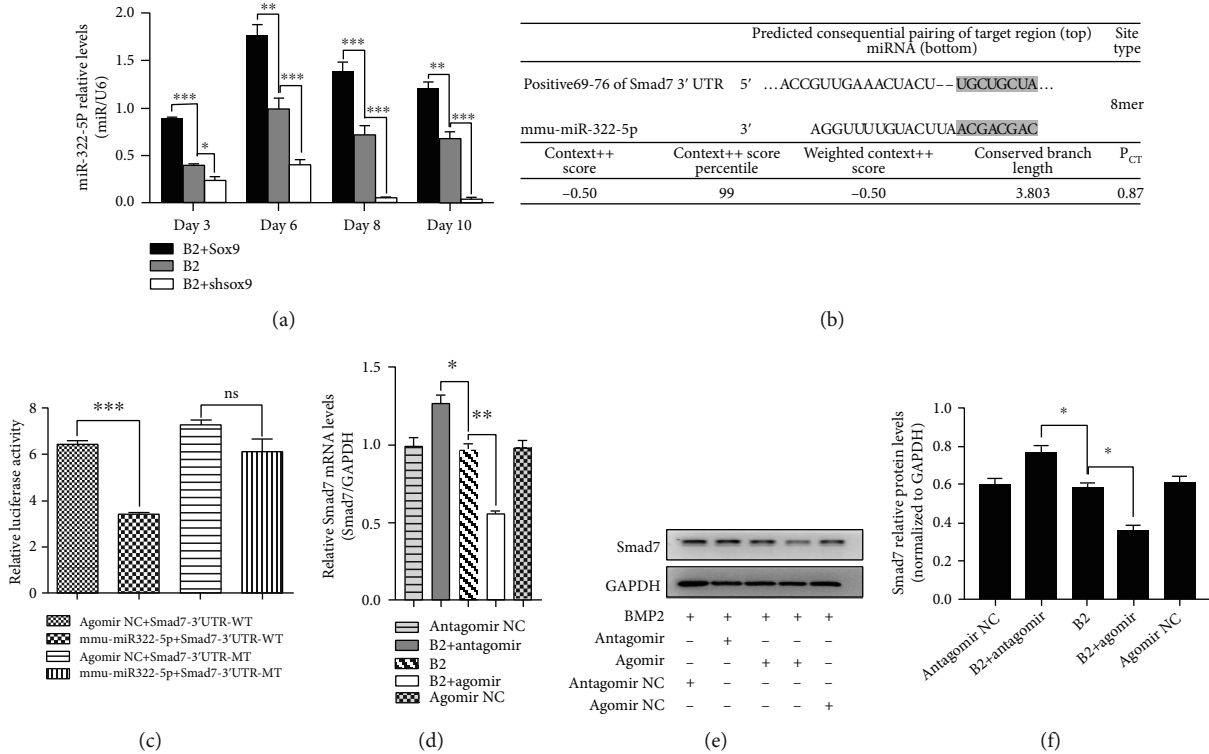 miR-322-5P relative levels
(miR/U6)
2.0
1.5
1.0
0.5
0.0
***
*
**
***
***
***
**
***
Day 3
Day 6
Day 8
Day 10
B2+Sox9
B2
B2+shsox9
(a)
Predicted consequential pairing of target region (top)
miRNA (bottom)
Site
type
Positive69-76 of Smad7 3′ UTR 5′ …ACCGUUGAAACUACU--UGCUGCUA…
8mer
mmu-miR-322-5p 3′ AGGUUUUGUACUUAACGACGAC
Context++
score
Context++ score
percentile
Weighted context++
score
Conserved branch
length
PCT
–0.50 99 –0.50 3.803 0.87
(b)
Relative luciferase activity
8
6
4
2
0
***
ns
Agomir NC+Smad7-3′UTR-WT
mmu-miR322-5p+Smad7-3′UTR-WT
Agomir NC+Smad7-3′UTR-MT
mmu-miR322-5p+Smad7-3′UTR-MT
(c)
Relative Smad7 mRNA levels
(Smad7/GAPDH)
1.5
1.0
0.5
0.0
*
**
Antagomir NC
B2+antagomir
B2
B2+agomir
Agomir NC
(d)
Smad7
GAPDH
BMP2 + + + + +
Antagomir – + – – –
Agomir – – + + –
Antagomir NC + – – – –
Agomir NC – – – – +
(e)
Smad7 relative protein levels
(normalized to GAPDH)
1.0
0.8
0.6
0.4
0.2
0.0
*
*
Antagomir NC
B2+antagomir
B2
B2+agomir
Agomir NC
(f)